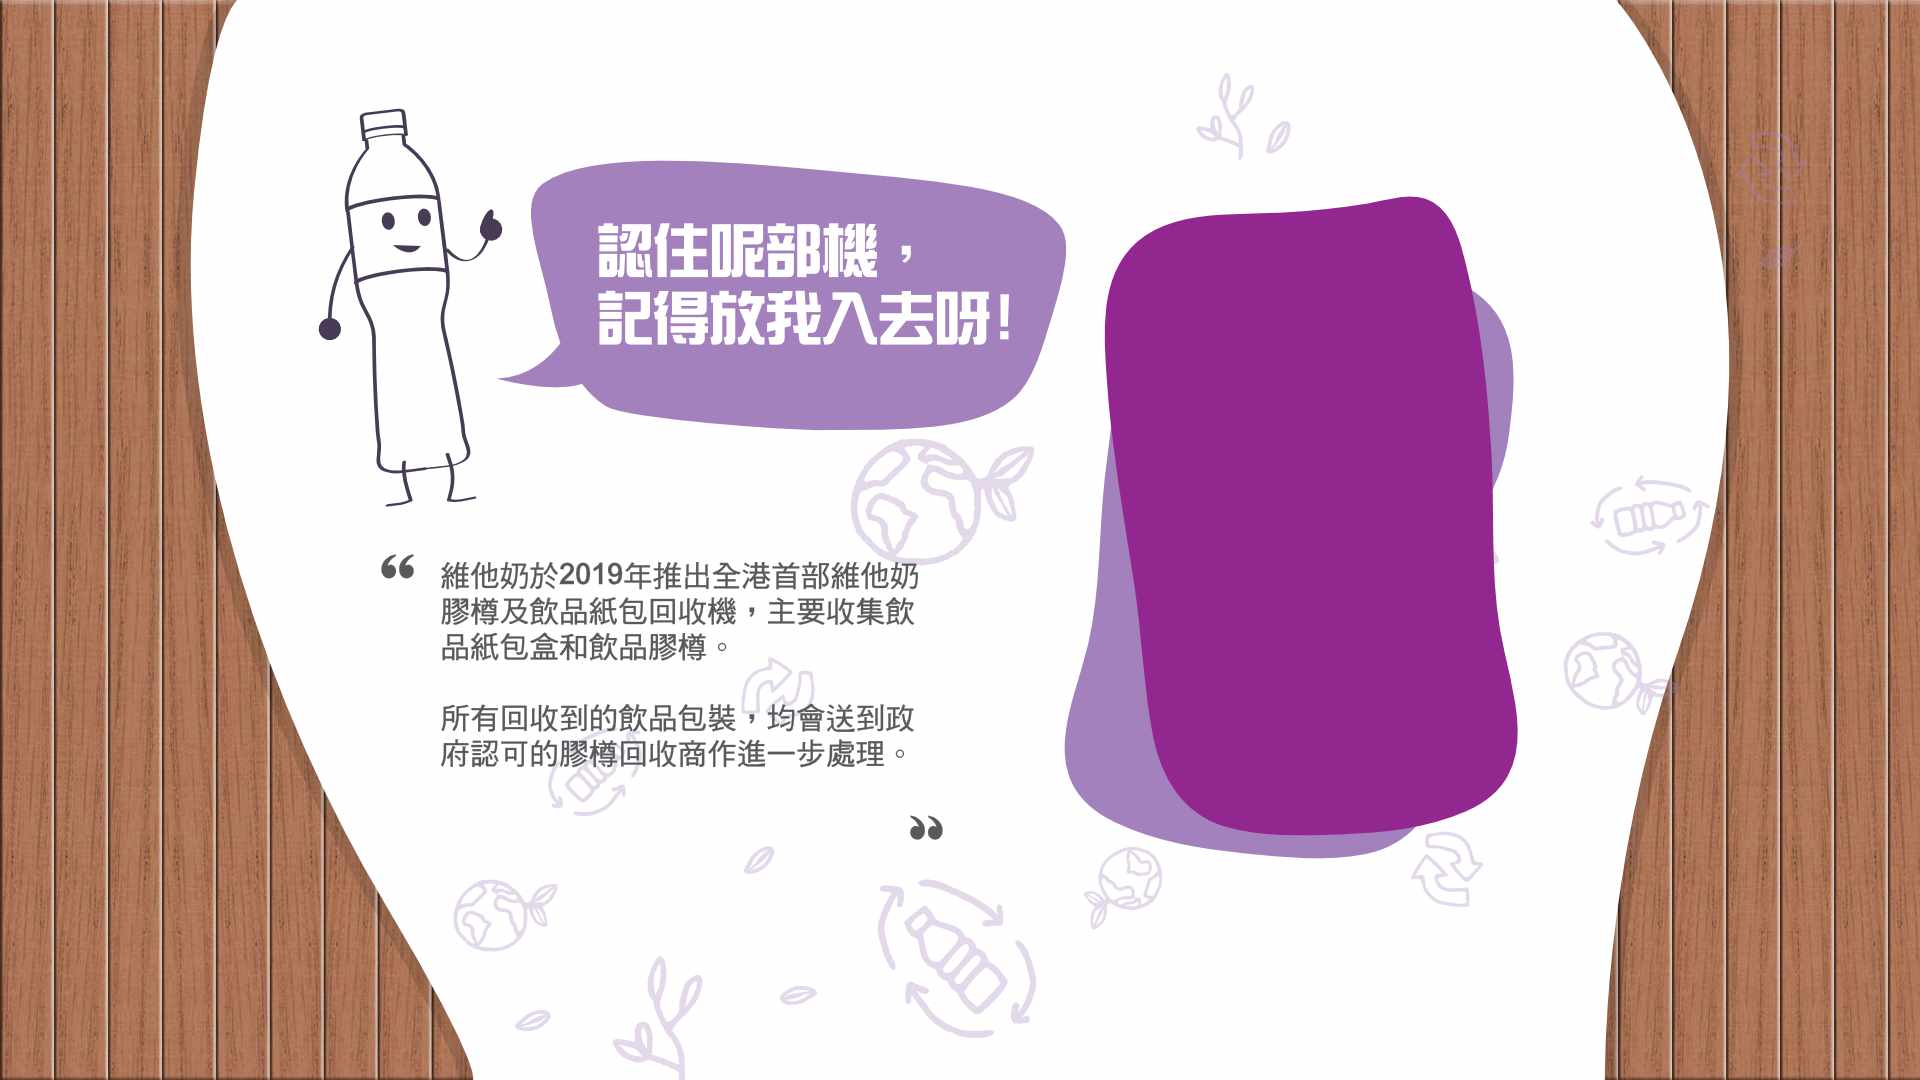 認住呢部機，
記得放我入去呀！
“ 維他奶於2019年推出全港首部維他奶
膠樽及飲品紙包回收機，主要收集飲
品紙包盒和飲品膠樽。
所有回收到的飲品包裝，均會送到政
府認可的膠樽回收商作進一步處理。
”